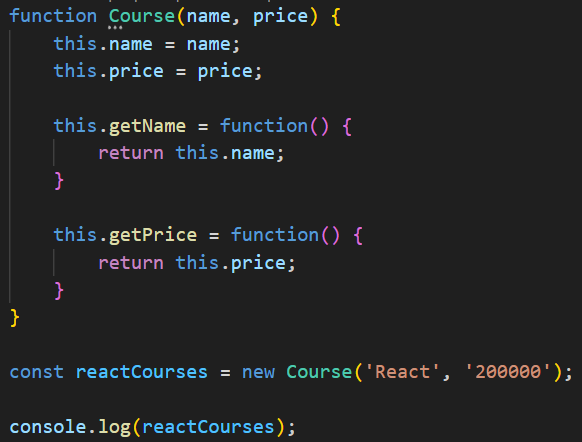 function Course(name, price) {
    this.name = name;
    this.price = price;

    this.getName = function() {
        return this.name;
    }

    this.getPrice = function() {
        return this.price;
    }
}

const reactCourses = new Course('React', '200000');

console.log(reactCourses);